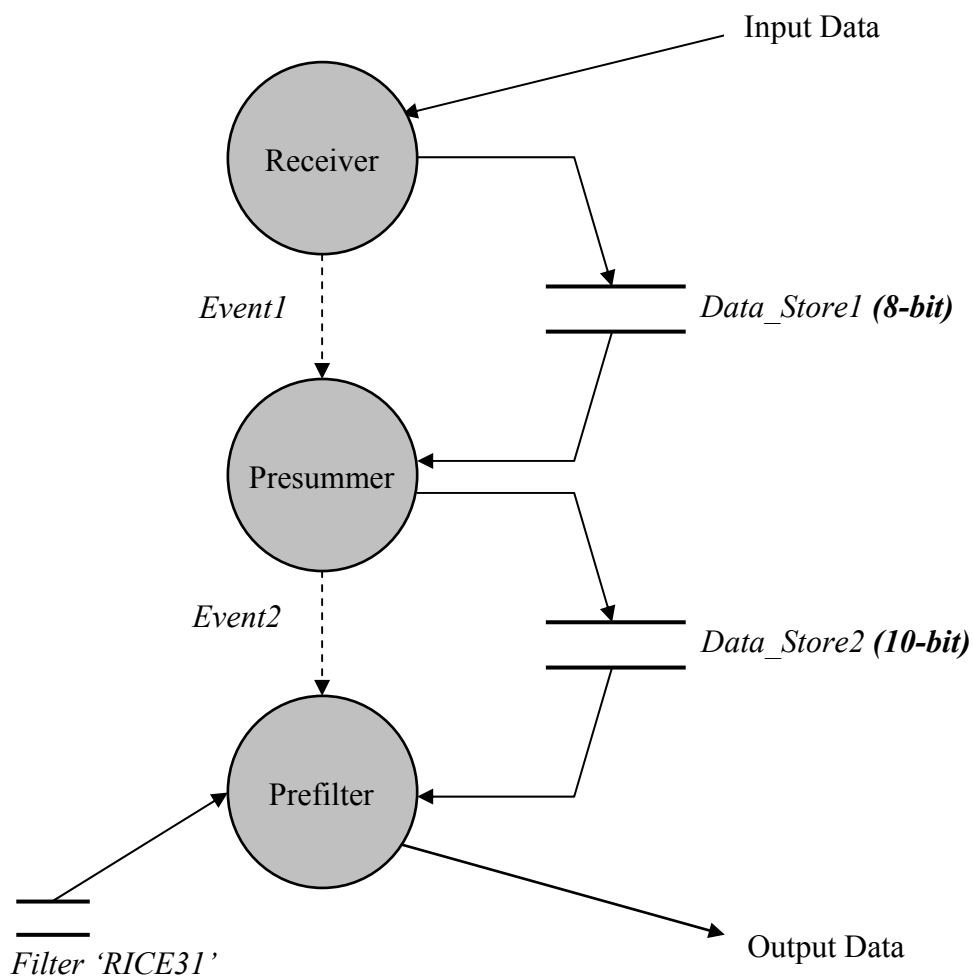 Input Data
Receiver
Event1
Data_Store1 (8-bit)
Presummer
Event2
Data_Store2 (10-bit)
Prefilter
Filter ‘RICE31’
Output Data